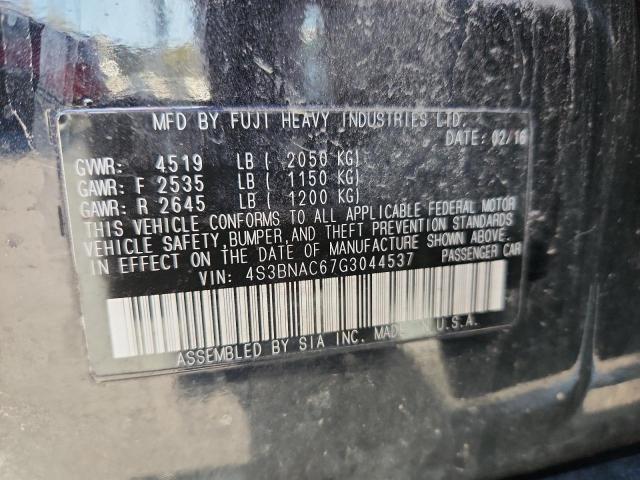 MFD BY FUJI HEAVY INDUSTRIES LTD.
DATE: 02/16
GVWR: 4519 LB ( 2050 KG)
GAWR: F 2535 LB ( 1150 KG)
GAWR: R 2645 LB ( 1200 KG)
THIS VEHICLE CONFORMS TO ALL APPLICABLE FEDERAL MOTOR
VEHICLE SAFETY, BUMPER, AND THEFT PREVENTION STANDARDS
IN EFFECT ON THE DATE OF MANUFACTURE SHOWN ABOVE.
VIN: 4S3BNAC67G3044537 PASSENGER CAR
ASSEMBLED BY SIA INC. MADE IN U.S.A.